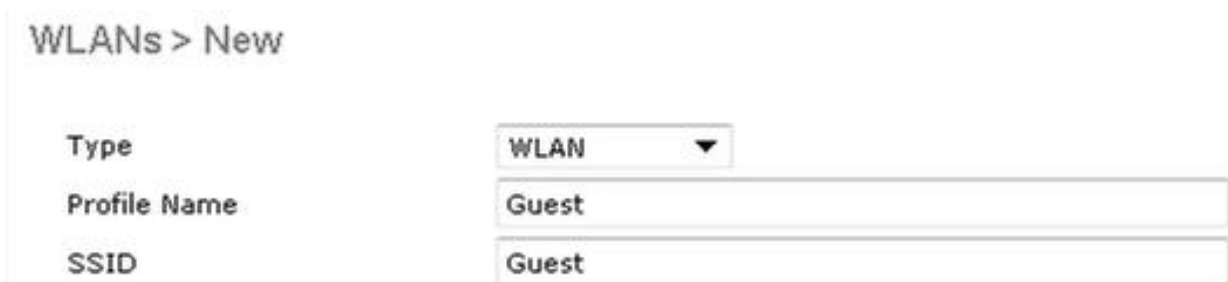 WLANs > New
Type WLAN
Profile Name Guest
SSID Guest